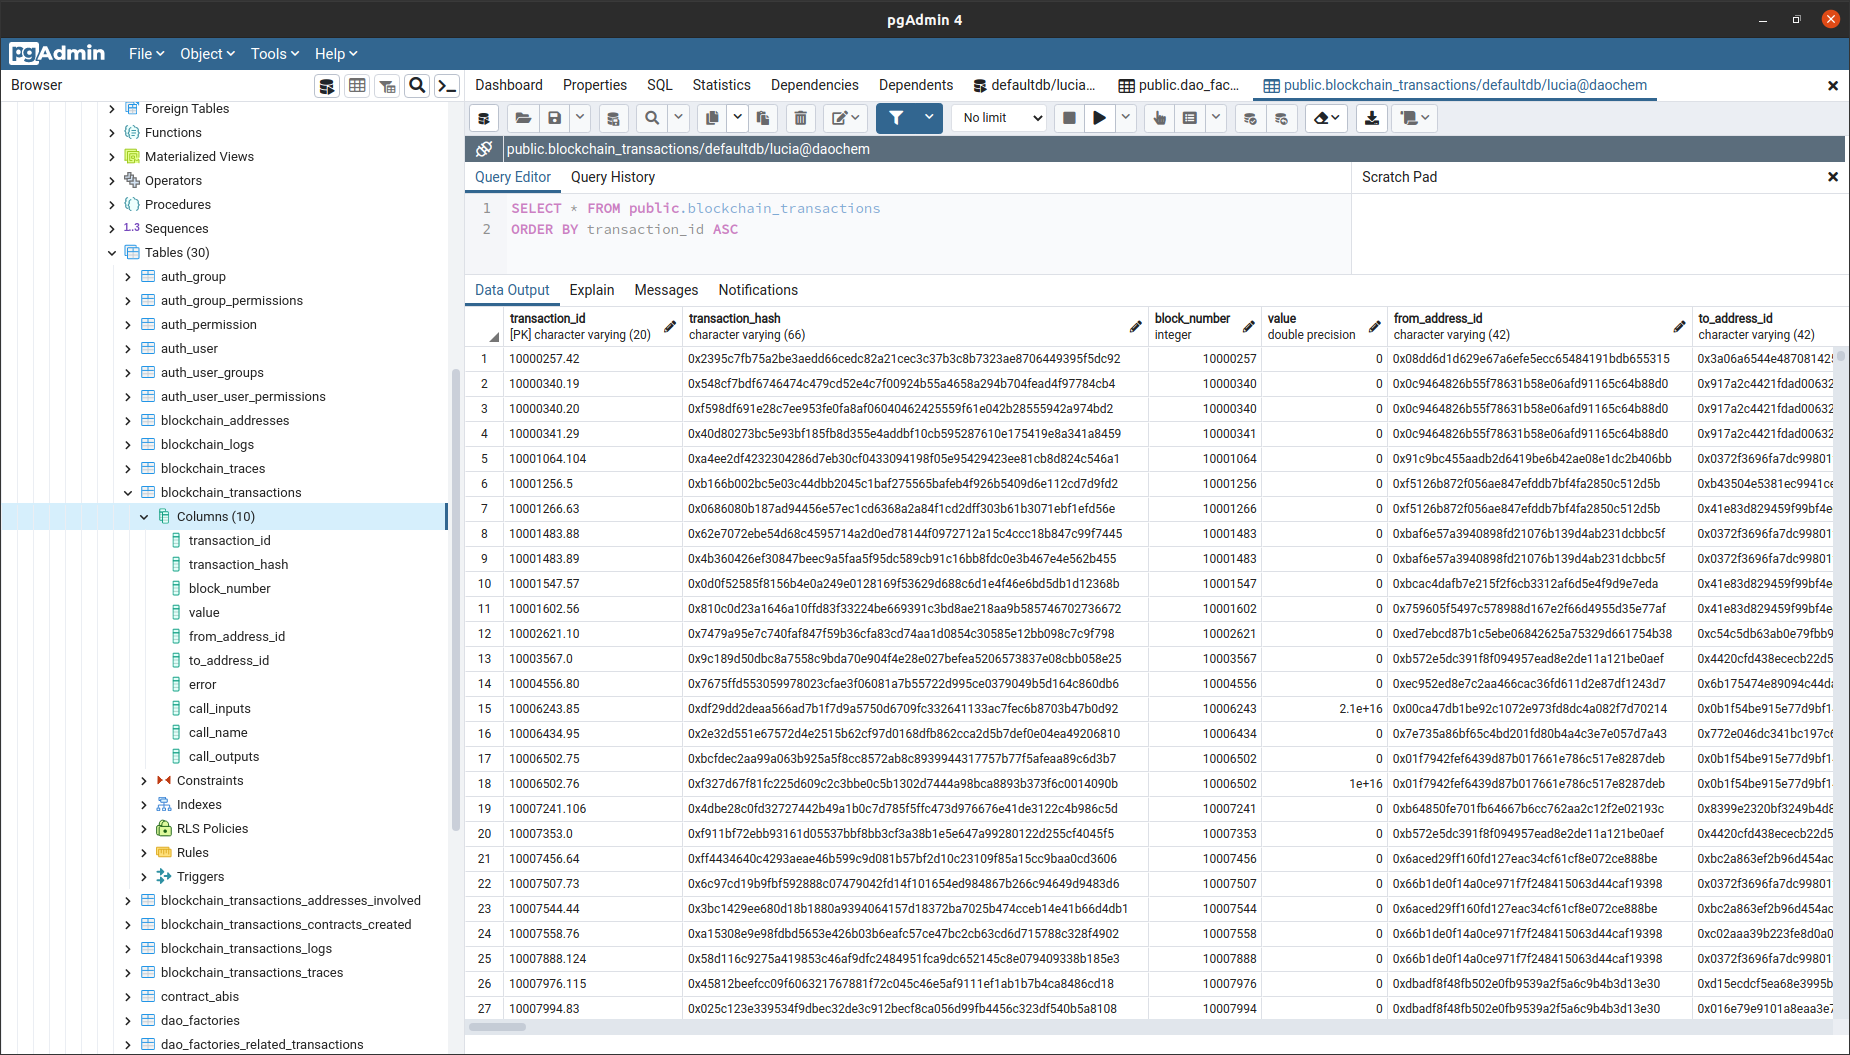 pgAdmin 4
pgAdmin File Object Tools Help
Browser
Dashboard Properties SQL Statistics Dependencies Dependents defaultdb/lucia... public.dao_fac... public.blockchain_transactions/defaultdb/lucia@daochem
No limit
public.blockchain_transactions/defaultdb/lucia@daochem
Query Editor Query History Scratch Pad
1 SELECT * FROM public.blockchain_transactions
2 ORDER BY transaction_id ASC
Data Output Explain Messages Notifications
Foreign Tables
Functions
Materialized Views
Operators
Procedures
1..3 Sequences
Tables (30)
auth_group
auth_group_permissions
auth_permission
auth_user
auth_user_groups
auth_user_user_permissions
blockchain_addresses
blockchain_logs
blockchain_traces
blockchain_transactions
Columns (10)
transaction_id
transaction_hash
block_number
value
from_address_id
to_address_id
error
call_inputs
call_name
call_outputs
Constraints
Indexes
RLS Policies
Rules
Triggers
blockchain_transactions_addresses_involved
blockchain_transactions_contracts_created
blockchain_transactions_logs
blockchain_transactions_traces
contract_abis
dao_factories
dao_factories_related_transactions
transaction_id transaction_hash block_number value from_address_id to_address_id
[PK] character varying (20) character varying (66) integer double precision character varying (42) character varying (42)
1 10000257.42 0x2395c7fb75a2be3aedd66cedc82a21cec3c37b3c8b7323ae8706449395f5dc92 10000257 0 0x08dd6d1d629e67a6efe5ecc65484191bdb655315 0x3a06a6544e48708142
2 10000340.19 0x548cf7bdf6746474c479cd52e4c7f00924b55a4658a294b704fead4f97784cb4 10000340 0 0x0c9464826b55f78631b58e06afd91165c64b88d0 0x917a2c4421fdad00632
3 10000340.20 0xf598df691e28c7ee953fe0fa8af06040462425559f61e042b28555942a974bd2 10000340 0 0x0c9464826b55f78631b58e06afd91165c64b88d0 0x917a2c4421fdad00632
4 10000341.29 0x40d80273bc5e93bf185fb8d355e4addbf10cb595287610e175419e8a341a8459 10000341 0 0x0c9464826b55f78631b58e06afd91165c64b88d0 0x917a2c4421fdad00632
5 10001064.104 0xa4ee2df4232304286d7eb30cf0433094198f05e95429423ee81cb8d824c546a1 10001064 0 0x91c9bc455aadb2d6419be6b42ae08e1dc2b406bb 0x0372f3696fa7dc99801
6 10001256.5 0xb166b002bc5e03c44dbb2045c1baf275565bafeb4f926b5409d6e112cd7d9fd2 10001256 0 0xf5126b872f056ae847efddb7bf4fa2850c512d5b 0xb43504e5381ec9941ce
7 10001266.63 0x0686080b187ad94456e57ec1cd6368a2a84f1cd2dff303b61b3071ebf1efd56e 10001266 0 0xf5126b872f056ae847efddb7bf4fa2850c512d5b 0x41e83d829459f99bf4e
8 10001483.88 0x62e7072ebe54d68c4595714a2d0ed78144f0972712a15c4ccc18b847c99f7445 10001483 0 0xbaf6e57a3940898fd21076b139d4ab231dcbbc5f 0x0372f3696fa7dc99801
9 10001483.89 0x4b360426ef30847beec9a5faa5f95dc589cb91c16bb8fdc0e3b467e4e562b455 10001483 0 0xbaf6e57a3940898fd21076b139d4ab231dcbbc5f 0x0372f3696fa7dc99801
10 10001547.57 0x0d0f52585f8156b4e0a249e0128169f53629d688c6d1e4f46e6bd5db1d12368b 10001547 0 0xbcac4dafb7e215f2f6cb3312af6d5e4f9d9e7eda 0x41e83d829459f99bf4e
11 10001602.56 0x810c0d23a1646a10ffd83f33224be669391c3bd8ae218aa9b585746702736672 10001602 0 0x759605f5497c578988d167e2f66d4955d35e77af 0x41e83d829459f99bf4e
12 10002621.10 0x7479a95e7c740faf847f59b36cfa83cd74aa1d0854c30585e12bb098c7c9f798 10002621 0 0xed7ebcd87b1c5ebe06842625a75329d661754b38 0xc54c5db63ab0e79fbb9
13 10003567.0 0x9c189d50dbc8a7558c9bda70e904f4e28e027befea5206573837e08cbb058e25 10003567 0 0xb572e5dc391f8f094957ead8e2de11a121be0aef 0x4420cfd438ececb22d5
14 10004556.80 0x7675ffd553059978023cfae3f06081a7b55722d995ce0379049b5d164c860db6 10004556 0 0xec952ed8e7c2aa466cac36fd611d2e87df1243d7 0x6b175474e89094c44da
15 10006243.85 0xdf29dd2deaa566ad7b1f7d9a5750d6709fc332641133ac7fec6b8703b47b0d92 10006243 2.1e+16 0x00ca47db1be92c1072e973fd8dc4a082f7d70214 0x0b1f54be915e77d9bf1
16 10006434.95 0x2e32d551e67572d4e2515b62cf97d0168dfb862cca2d5b7def0e04ea49206810 10006434 0 0x7e735a86bf65c4bd201fd80b4a4c3e7e057d7a43 0x772e046dc341bc197c6
17 10006502.75 0xbcfdec2aa99a063b925a5f8cc8572ab8c8939944317757b77f5afeaa89c6d3b7 10006502 0 0x01f7942fef6439d87b017661e786c517e8287deb 0x0b1f54be915e77d9bf1
18 10006502.76 0xf327d67f81fc225d609c2c3bbe0c5b1302d7444a98bca8893b373f6c0014090b 10006502 1e+16 0x01f7942fef6439d87b017661e786c517e8287deb 0x0b1f54be915e77d9bf1
19 10007241.106 0x4dbe28c0fd32727442b49a1b0c7d785f5ffc473d976676e41de3122c4b986c5d 10007241 0 0xb64850fe701fb64667b6cc762aa2c12f2e02193c 0x8399e2320bf3249b4d8
20 10007353.0 0xf911bf72ebb93161d05537bbf8bb3cf3a38b1e5e647a99280122d255cf4045f5 10007353 0 0xb572e5dc391f8f094957ead8e2de11a121be0aef 0x4420cfd438ececb22d5
21 10007456.64 0xff4434640c4293aeae46b599c9d081b57bf2d10c23109f85a15cc9baa0cd3606 10007456 0 0x6aced29ff160fd127eac34cf61cf8e072ce888be 0xbc2a863ef2b96d454ac
22 10007507.73 0x6c97cd19b9fbf592888c07479042fd14f101654ed984867b266c94649d9483d6 10007507 0 0x66b1de0f14a0ce971f7f248415063d44caf19398 0x0372f3696fa7dc99801
23 10007544.44 0x3bc1429ee680d18b1880a9394064157d18372ba7025b474cceb14e41b66d4db1 10007544 0 0x6aced29ff160fd127eac34cf61cf8e072ce888be 0xbc2a863ef2b96d454ac
24 10007558.76 0xa15308e9e98fdbd5653e426b03b6eafc57ce47bc2cb63cd6d715788c328f4902 10007558 0 0x66b1de0f14a0ce971f7f248415063d44caf19398 0xc02aaa39b223fe8d0a0
25 10007888.124 0x58d116c9275a419853c46af9dfc2484951fca9dc652145c8e079409338b185e3 10007888 0 0x66b1de0f14a0ce971f7f248415063d44caf19398 0x0372f3696fa7dc99801
26 10007976.115 0x45812beefcc09f606321767881f72c045c46e5af9111ef1ab1b7b4ca8486cd18 10007976 0 0xdbadf8f48fb502e0fb9539a2f5a6c9b4b3d13e30 0xd15ecdcf5ea68e3995b
27 10007994.83 0x025c123e339534f9dbec32de3c912becf8ca056d99fb4456c323df540b5a8108 10007994 0 0xdbadf8f48fb502e0fb9539a2f5a6c9b4b3d13e30 0x016e79e9101a8eaa3e7